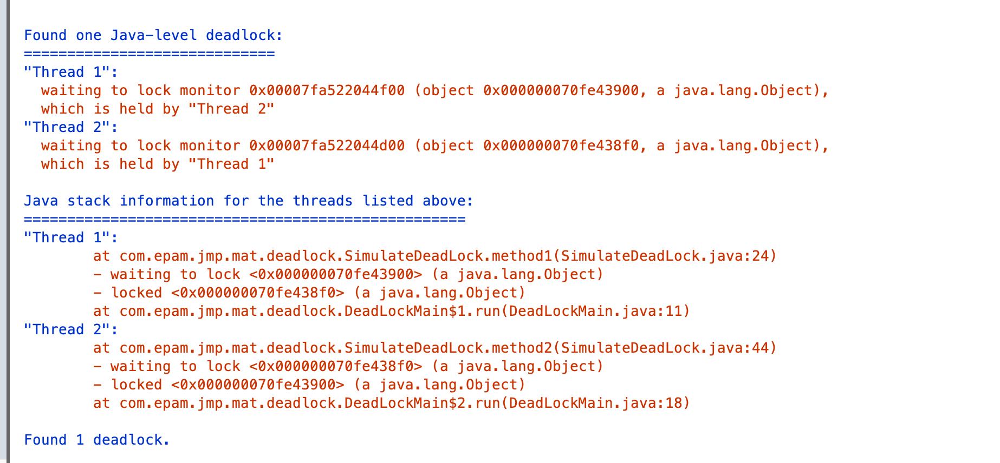 Found one Java-level deadlock:
=============================
"Thread 1":
  waiting to lock monitor 0x00007fa522044f00 (object 0x000000070fe43900, a java.lang.Object),
  which is held by "Thread 2"
"Thread 2":
  waiting to lock monitor 0x00007fa522044d00 (object 0x000000070fe438f0, a java.lang.Object),
  which is held by "Thread 1"

Java stack information for the threads listed above:
===================================================
"Thread 1":
        at com.epam.jmp.mat.deadlock.SimulateDeadLock.method1(SimulateDeadLock.java:24)
        - waiting to lock <0x000000070fe43900> (a java.lang.Object)
        - locked <0x000000070fe438f0> (a java.lang.Object)
        at com.epam.jmp.mat.deadlock.DeadLockMain$1.run(DeadLockMain.java:11)
"Thread 2":
        at com.epam.jmp.mat.deadlock.SimulateDeadLock.method2(SimulateDeadLock.java:44)
        - waiting to lock <0x000000070fe438f0> (a java.lang.Object)
        - locked <0x000000070fe43900> (a java.lang.Object)
        at com.epam.jmp.mat.deadlock.DeadLockMain$2.run(DeadLockMain.java:18)

Found 1 deadlock.